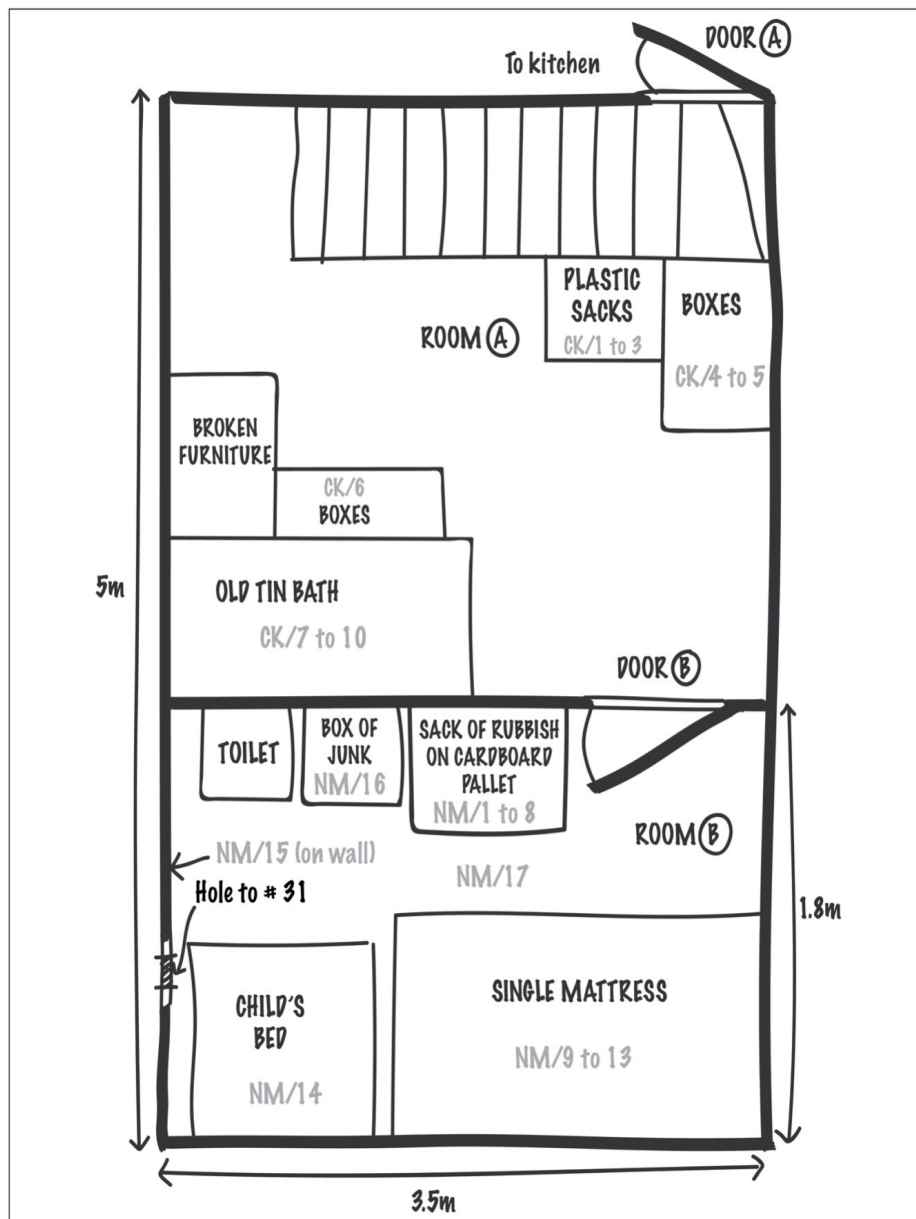 DOOR A
To kitchen
PLASTIC
SACKS
CK/1 to 3
BOXES
CK/4 to 5
ROOM A
BROKEN
FURNITURE
CK/6
BOXES
5m
OLD TIN BATH
CK/7 to 10
DOOR B
TOILET
BOX OF
JUNK
NM/16
SACK OF RUBBISH
ON CARDBOARD
PALLET
NM/1 to 8
ROOM B
NM/15 (on wall)
NM/17
Hole to # 31
1.8m
CHILD'S
BED
NM/14
SINGLE MATTRESS
NM/9 to 13
3.5m